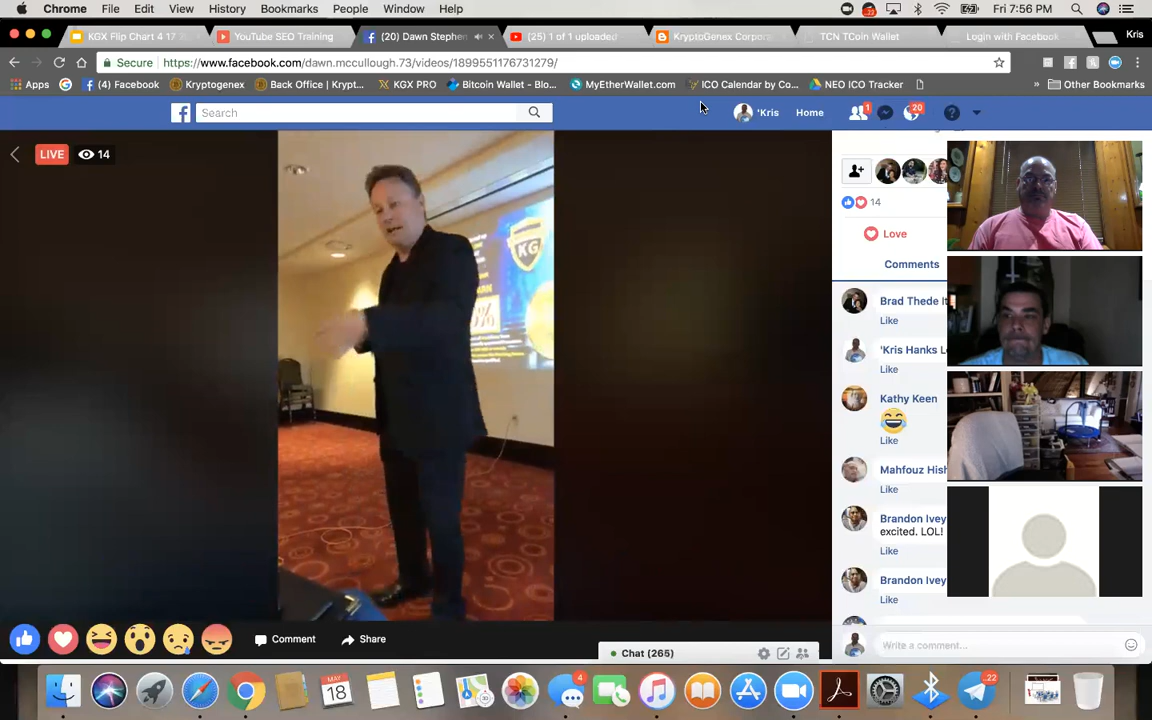 Chrome File Edit View History Bookmarks People Window Help
Fri 7:56 PM
KGX Flip Chart 4 17
YouTube SEO Training
(20) Dawn Stephen
(25) 1 of 1 uploaded
KryptoGenex Corpora
TCN TCoin Wallet
Login with Facebook
Kris
Secure https://www.facebook.com/dawn.mccullough.73/videos/1899551176731279/
Apps
Facebook
Kryptogenex
Back Office | Krypt...
KGX PRO
Bitcoin Wallet - Blo...
MyEtherWallet.com
ICO Calendar by Co...
NEO ICO Tracker
» Other Bookmarks
Search
'Kris
Home
1
20
LIVE
14
KG
14
Love
Comments
Brad Thede It
Like
'Kris Hanks L
Like
Kathy Keen
Like
Mahfouz Hish
Like
Brandon Ivey
excited. LOL!
Like
Brandon Ivey
Like
Comment
Share
Chat (265)
Write a comment...
MAY
18
4
22